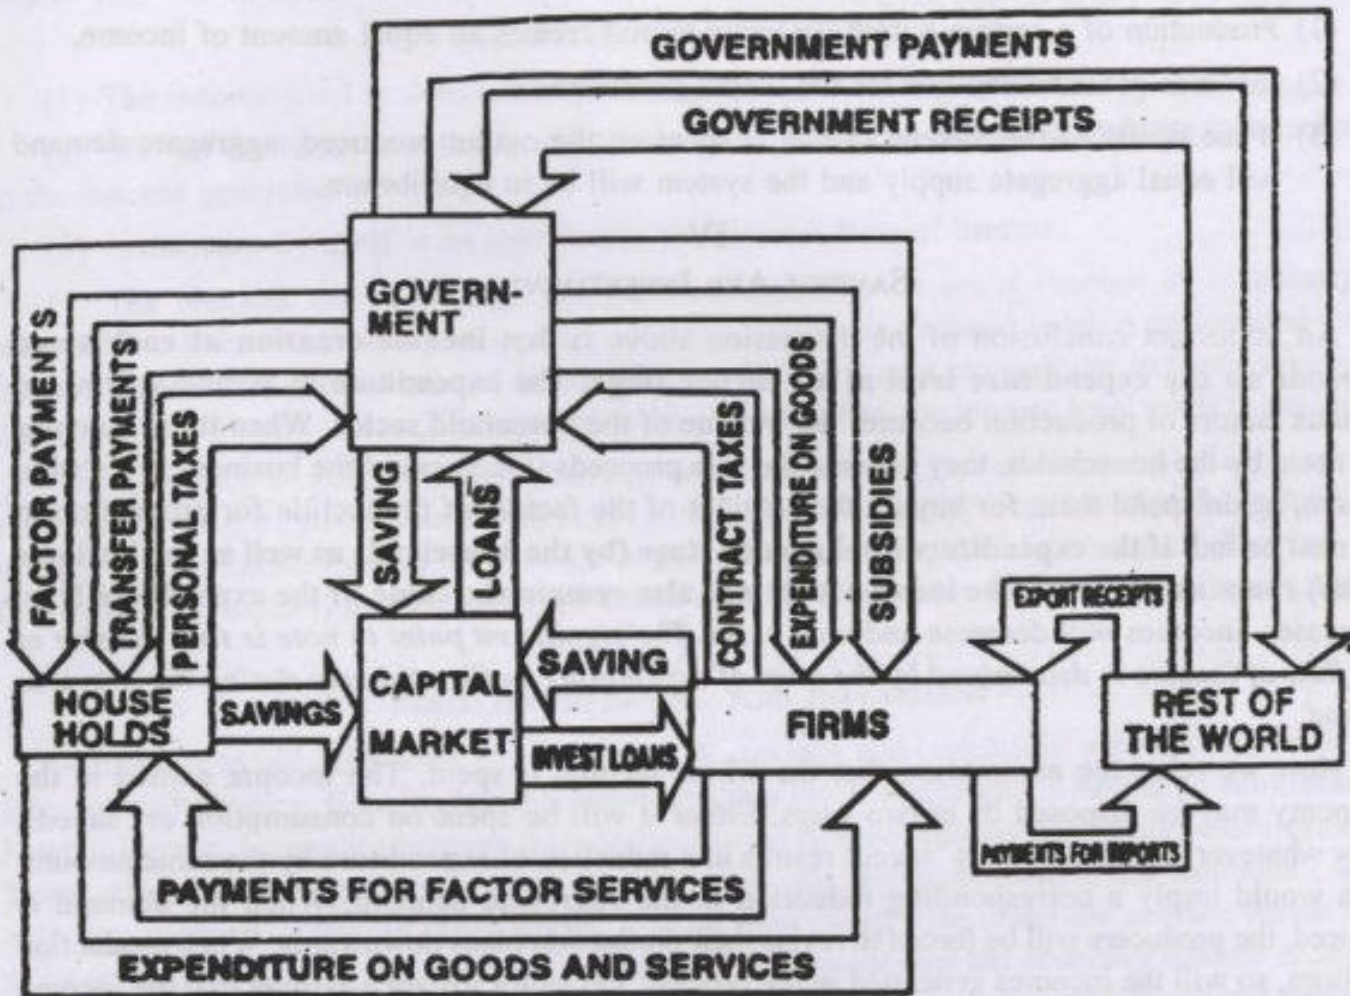 GOVERNMENT PAYMENTS
GOVERNMENT RECEIPTS
GOVERN-
MENT
FACTOR PAYMENTS
TRANSFER PAYMENTS
PERSONAL TAXES
SAVING
LOANS
CONTRACT TAXES
EXPENDITURE ON GOODS
SUBSIDIES
EXPORT RECEIPTS
HOUSE
HOLDS
SAVINGS
CAPITAL
MARKET
SAVING
INVEST LOANS
FIRMS
REST OF
THE WORLD
PAYMENTS FOR IMPORTS
PAYMENTS FOR FACTOR SERVICES
EXPENDITURE ON GOODS AND SERVICES